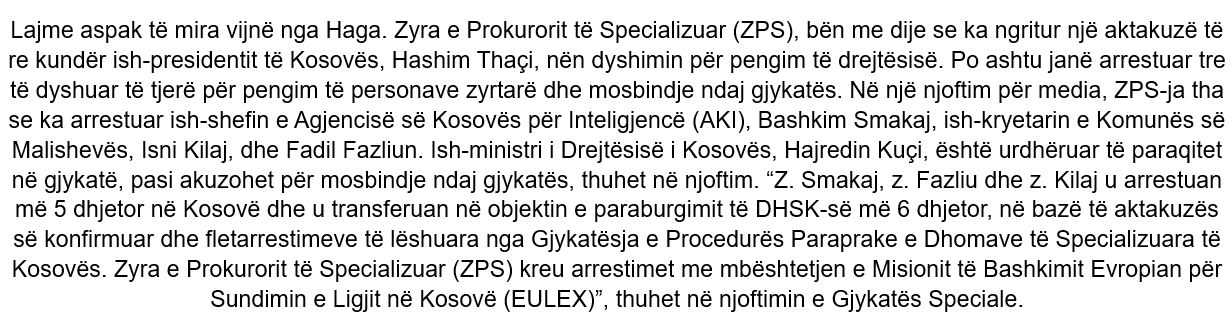 Lajme aspak të mira vijnë nga Haga. Zyra e Prokurorit të Specializuar (ZPS), bën me dije se ka ngritur një aktakuzë të
re kundër ish-presidentit të Kosovës, Hashim Thaçi, nën dyshimin për pengim të drejtësisë. Po ashtu janë arrestuar tre
të dyshuar të tjerë për pengim të personave zyrtarë dhe mosbindje ndaj gjykatës. Në një njoftim për media, ZPS-ja tha
se ka arrestuar ish-shefin e Agjencisë së Kosovës për Inteligjencë (AKI), Bashkim Smakaj, ish-kryetarin e Komunës së
Malishevës, Isni Kilaj, dhe Fadil Fazliun. Ish-ministri i Drejtësisë i Kosovës, Hajredin Kuçi, është urdhëruar të paraqitet
në gjykatë, pasi akuzohet për mosbindje ndaj gjykatës, thuhet në njoftim. “Z. Smakaj, z. Fazliu dhe z. Kilaj u arrestuan
më 5 dhjetor në Kosovë dhe u transferuan në objektin e paraburgimit të DHSK-së më 6 dhjetor, në bazë të aktakuzës
së konfirmuar dhe fletarrestimeve të lëshuara nga Gjykatësja e Procedurës Paraprake e Dhomave të Specializuara të
Kosovës. Zyra e Prokurorit të Specializuar (ZPS) kreu arrestimet me mbështetjen e Misionit të Bashkimit Evropian për
Sundimin e Ligjit në Kosovë (EULEX)”, thuhet në njoftimin e Gjykatës Speciale.